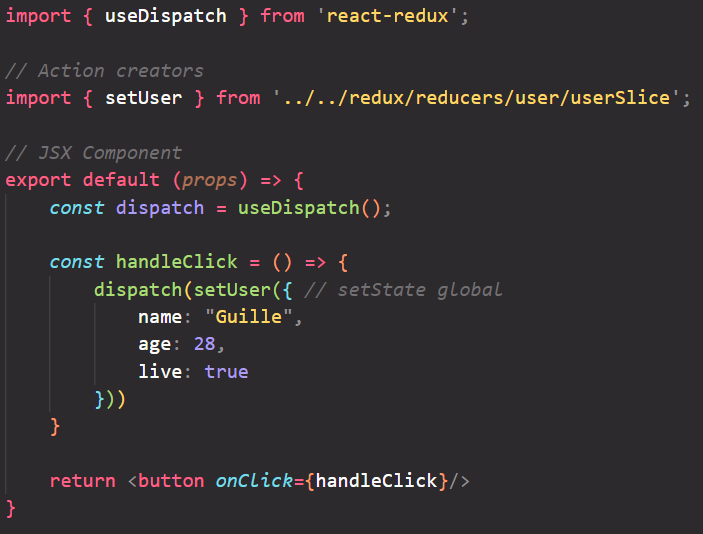 import { useDispatch } from 'react-redux';
// Action creators
import { setUser } from '../../redux/reducers/user/userSlice';
// JSX Component
export default (props) => {
const dispatch = useDispatch();
const handleClick = () => {
dispatch(setUser({ // setState global
name: "Guille",
age: 28,
live: true
}))
}
return <button onClick={handleClick}/>
}